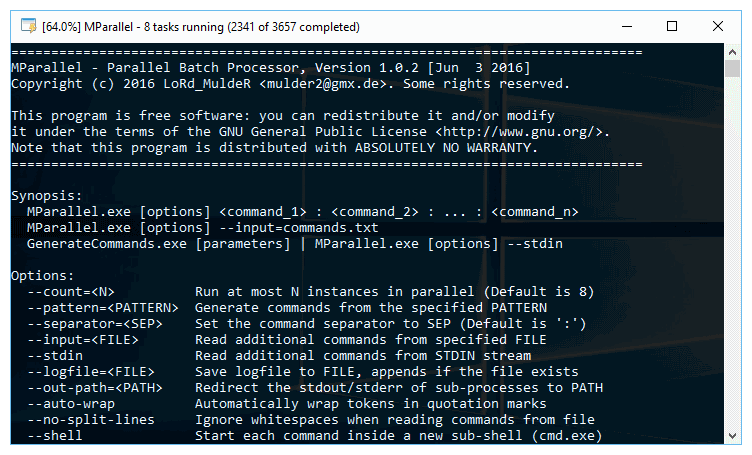 [64.0%] MParallel - 8 tasks running (2341 of 3657 completed)
===============================================================================
MParallel - Parallel Batch Processor, Version 1.0.2 [Jun  3 2016]
Copyright (c) 2016 LoRd_MuldeR <mulder2@gmx.de>. Some rights reserved.
This program is free software: you can redistribute it and/or modify
it under the terms of the GNU General Public License <http://www.gnu.org/>.
Note that this program is distributed with ABSOLUTELY NO WARRANTY.
===============================================================================
Synopsis:
  MParallel.exe [options] <command_1> : <command_2> : ... : <command_n>
  MParallel.exe [options] --input=commands.txt
  GenerateCommands.exe [parameters] | MParallel.exe [options] --stdin
Options:
  --count=<N>          Run at most N instances in parallel (Default is 8)
  --pattern=<PATTERN>  Generate commands from the specified PATTERN
  --separator=<SEP>    Set the command separator to SEP (Default is ':')
  --input=<FILE>       Read additional commands from specified FILE
  --stdin              Read additional commands from STDIN stream
  --logfile=<FILE>     Save logfile to FILE, appends if the file exists
  --out-path=<PATH>    Redirect the stdout/stderr of sub-processes to PATH
  --auto-wrap          Automatically wrap tokens in quotation marks
  --no-split-lines     Ignore whitespaces when reading commands from file
  --shell              Start each command inside a new sub-shell (cmd.exe)